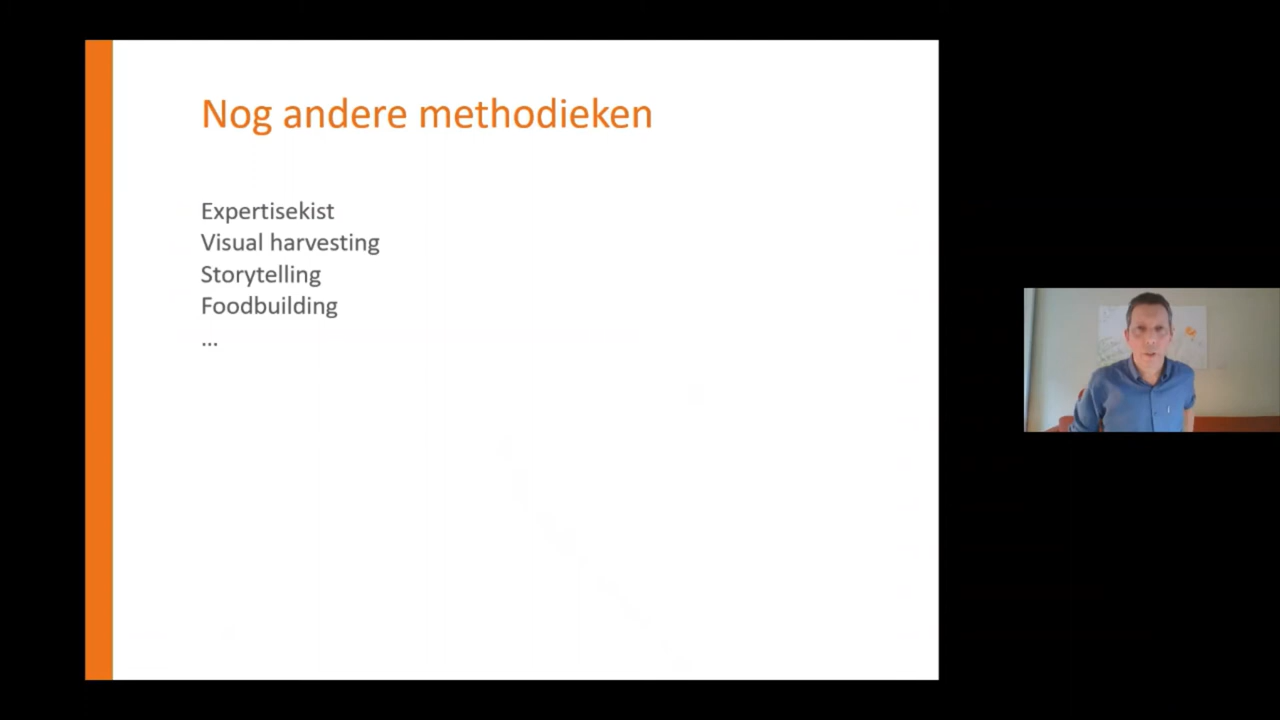 Nog andere methodieken
Expertisekist
Visual harvesting
Storytelling
Foodbuilding
...